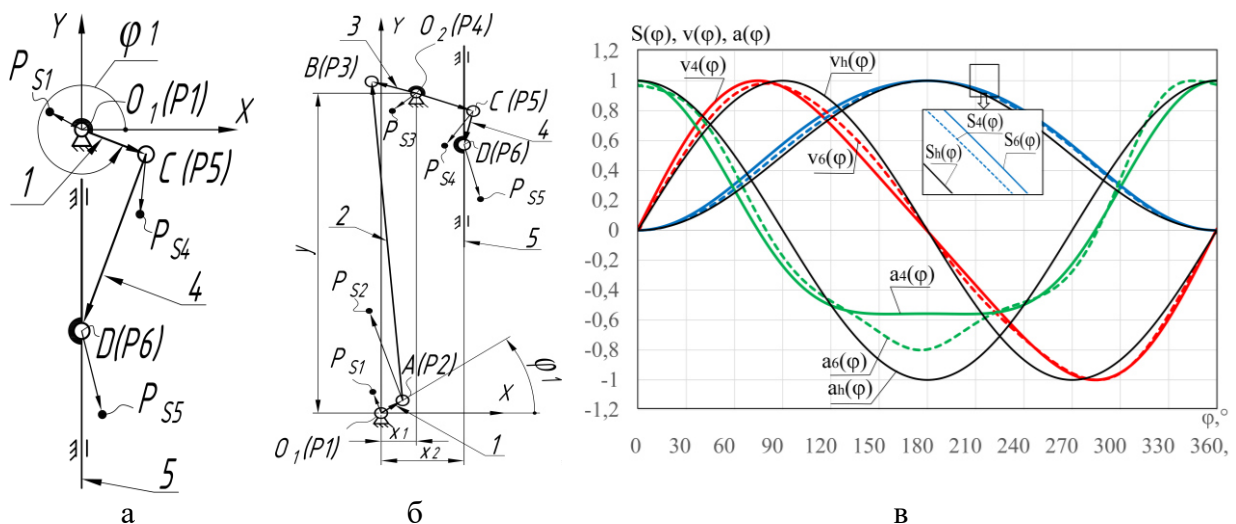 Y
φ 1
P S1
O 1 (P1)
X
1
C (P5)
P S4
4
D(P6)
P S5
5
а
Y
O 2 (P4)
3
B(P3)
P S3
C (P5)
4
P S4
D(P6)
P S5
y
2
5
P S2
P S1
A(P2)
φ1
X
O 1 (P1)
x1
x2
1
б
S(φ), v(φ), a(φ)
1,2
1
0,8
0,6
0,4
0,2
0
-0,2
-0,4
-0,6
-0,8
-1
-1,2
v4(φ)
vh(φ)
S4(φ)
Sh(φ)
S6(φ)
v6(φ)
a4(φ)
a6(φ)
ah(φ)
φ,°
0 30 60 90 120 150 180 210 240 270 300 330 360,
в